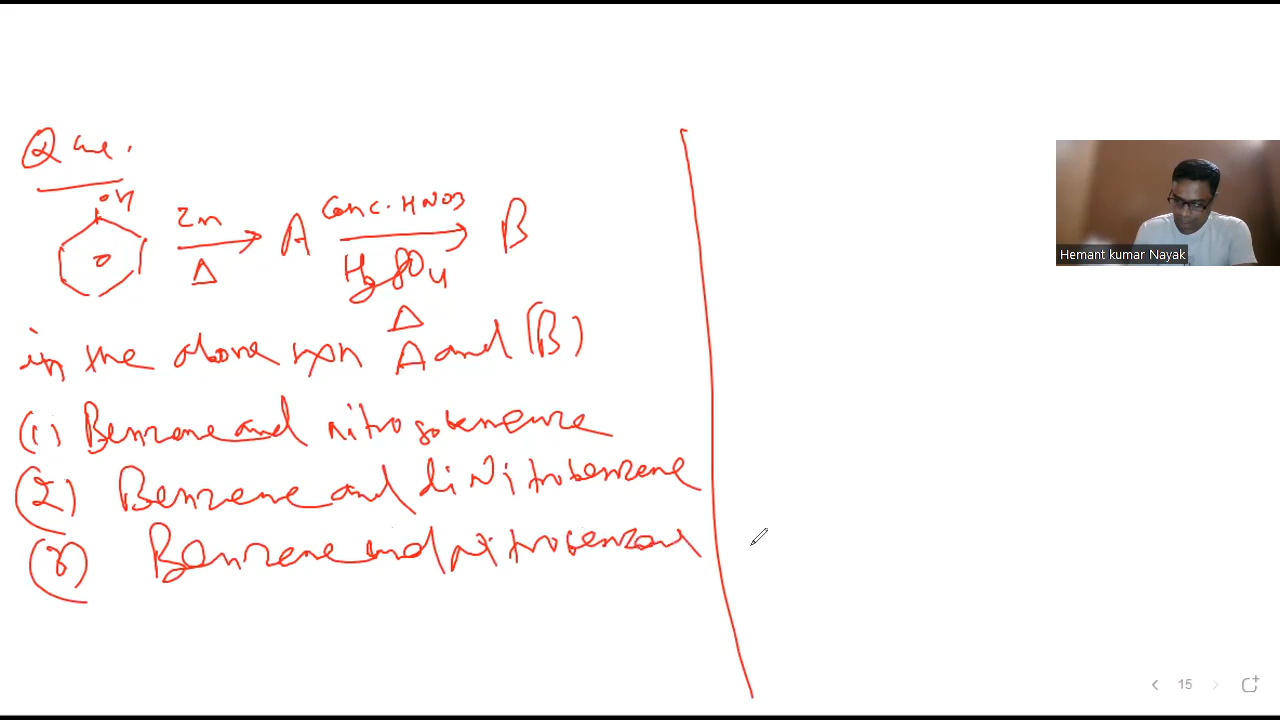 Que.
OH
Zn Conc. HNO3
A B
Δ H2SO4
Δ
in the above rxn A and (B)
(1) Benzene and nitrosobenzene
(2) Benzene and diNitrobenzene
(3) Benzene and nitrobenzene
Hemant kumar Nayak
15